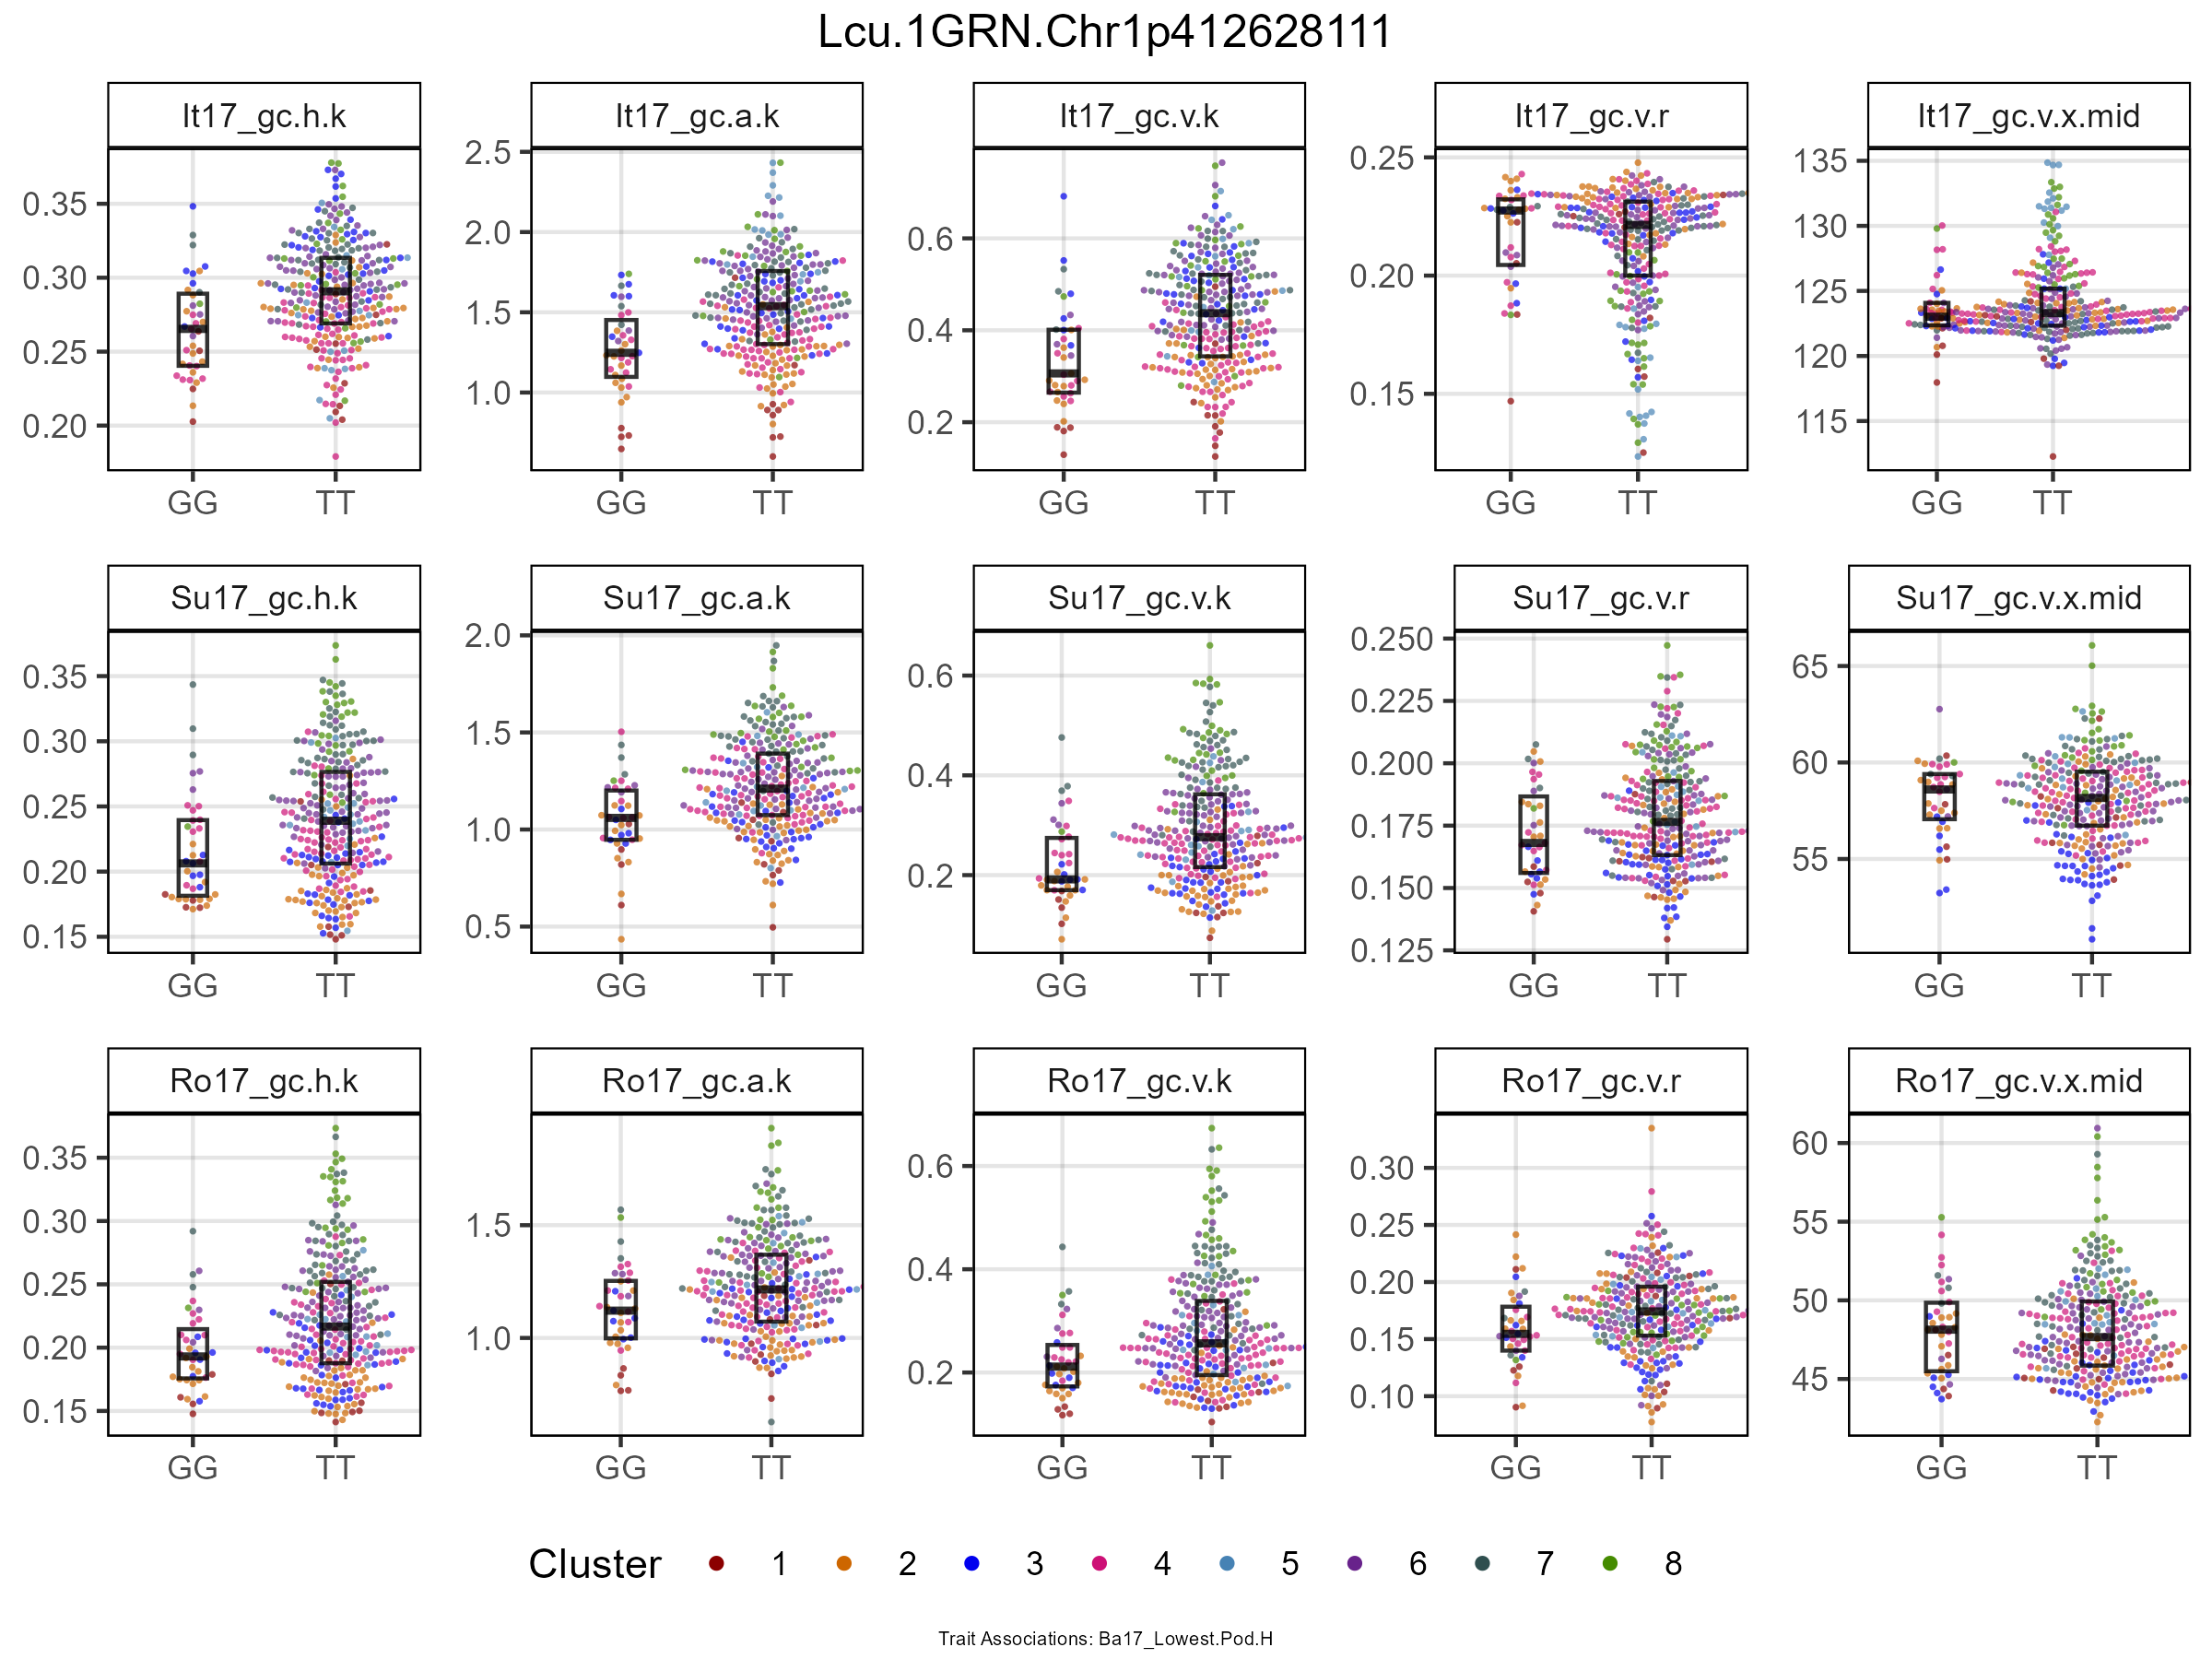 Lcu.1GRN.Chr1p412628111
It17_gc.h.k It17_gc.a.k It17_gc.v.k It17_gc.v.r It17_gc.v.x.mid
0.35 0.30 0.25 0.20
2.5 2.0 1.5 1.0
0.6 0.4 0.2
0.25 0.20 0.15
135 130 125 120 115
GG TT GG TT GG TT GG TT GG TT
Su17_gc.h.k Su17_gc.a.k Su17_gc.v.k Su17_gc.v.r Su17_gc.v.x.mid
0.35 0.30 0.25 0.20 0.15
2.0 1.5 1.0 0.5
0.6 0.4 0.2
0.250 0.225 0.200 0.175 0.150 0.125
65 60 55
GG TT GG TT GG TT GG TT GG TT
Ro17_gc.h.k Ro17_gc.a.k Ro17_gc.v.k Ro17_gc.v.r Ro17_gc.v.x.mid
0.35 0.30 0.25 0.20 0.15
1.5 1.0
0.6 0.4 0.2
0.30 0.25 0.20 0.15 0.10
60 55 50 45
GG TT GG TT GG TT GG TT GG TT
Cluster 1 2 3 4 5 6 7 8
Trait Associations: Ba17_Lowest.Pod.H